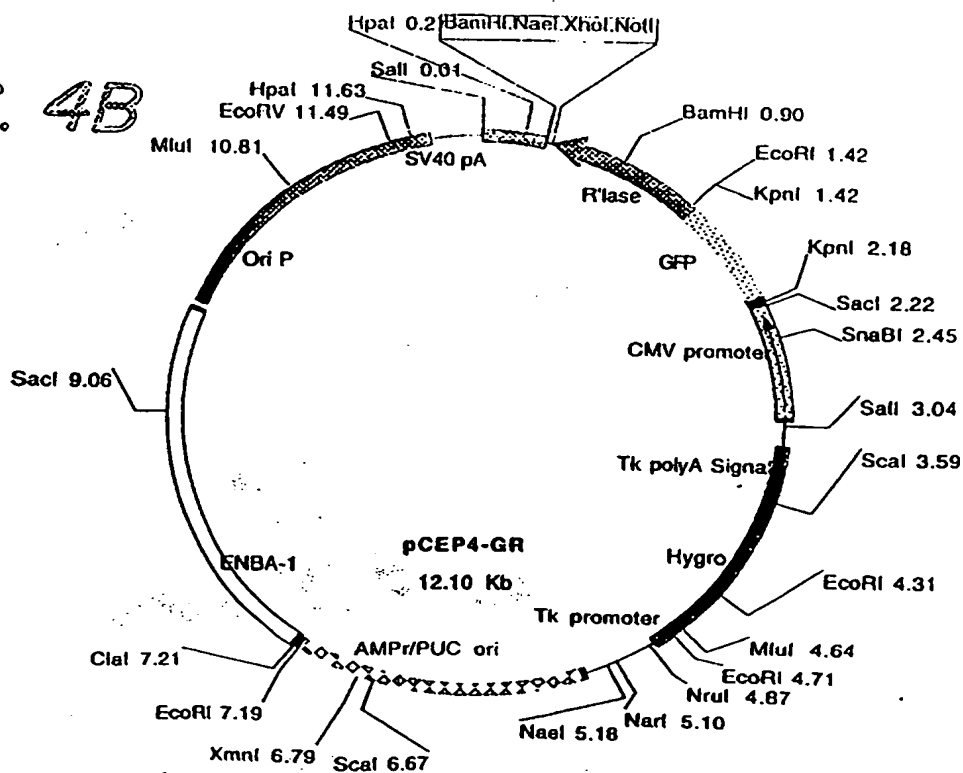 4B
HpaI 0.2
BamHI.NaeI.XhoI.NotI
SalI 0.01
HpaI 11.63
EcoRV 11.49
MluI 10.81
SV40 pA
BamHI 0.90
EcoRI 1.42
KpnI 1.42
R'lase
GFP
Ori P
KpnI 2.18
SacI 2.22
SnaBI 2.45
CMV promoter
SacI 9.06
SalI 3.04
Tk polyA Signa
ScaI 3.59
pCEP4-GR
12.10 Kb
ENBA-1
Hygro
EcoRI 4.31
Tk promoter
AMPr/PUC ori
MluI 4.64
EcoRI 4.71
NruI 4.87
NarI 5.10
NaeI 5.18
ClaI 7.21
EcoRI 7.19
XmnI 6.79
ScaI 6.67